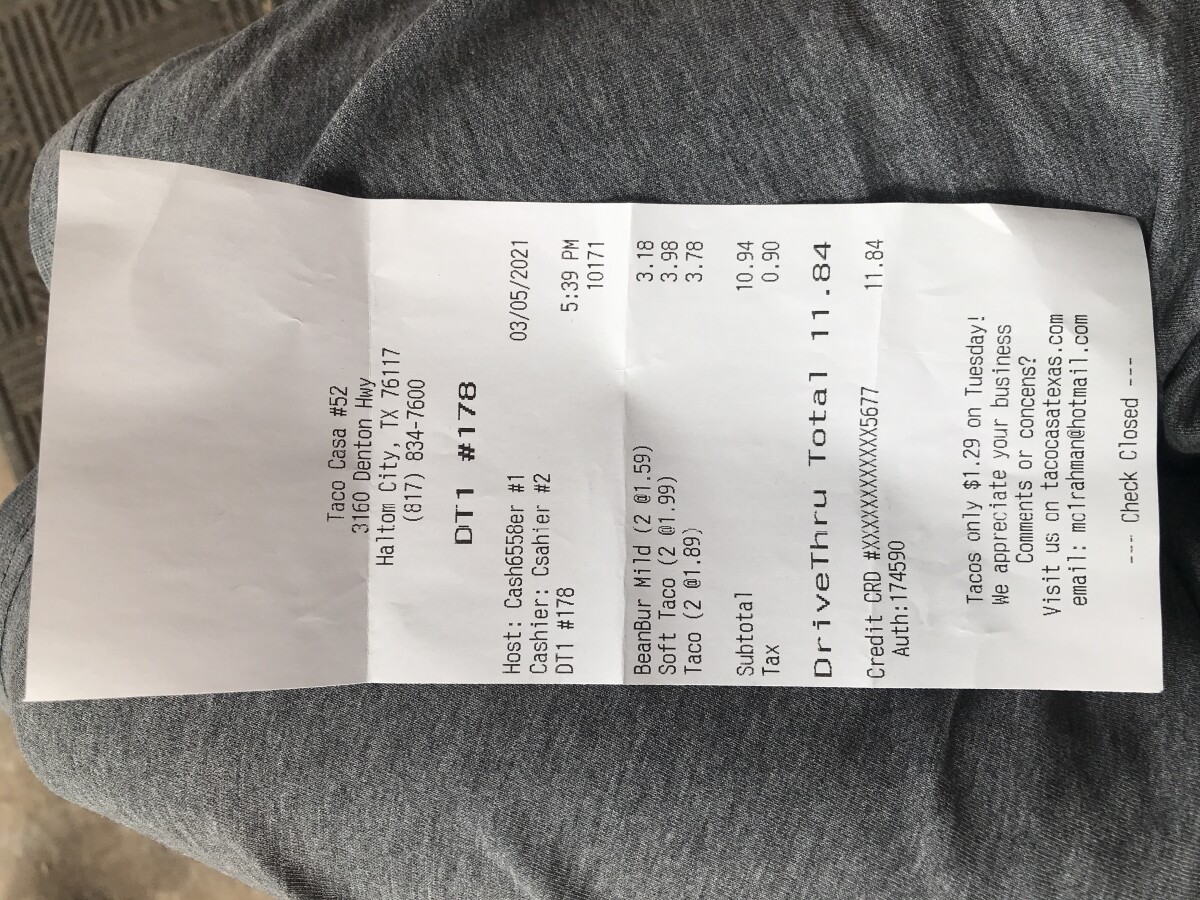 Taco Casa #52
3160 Denton Hwy
Haltom City, TX 76117
(817) 834-7600
DT1 #178
Host: Cash6558er #1 03/05/2021
Cashier: Csahier #2
DT1 #178 5:39 PM
10171
BeanBur Mild (2 @1.59) 3.18
Soft Taco (2 @1.99) 3.98
Taco (2 @1.89) 3.78
Subtotal 10.94
Tax 0.90
DriveThru Total 11.84
Credit CRD #XXXXXXXXXXXX5677 11.84
Auth:174590
Tacos only $1.29 on Tuesday!
We appreciate your business
Comments or concens?
Visit us on tacocasatexas.com
email: mc1rahman@hotmail.com
--- Check Closed ---